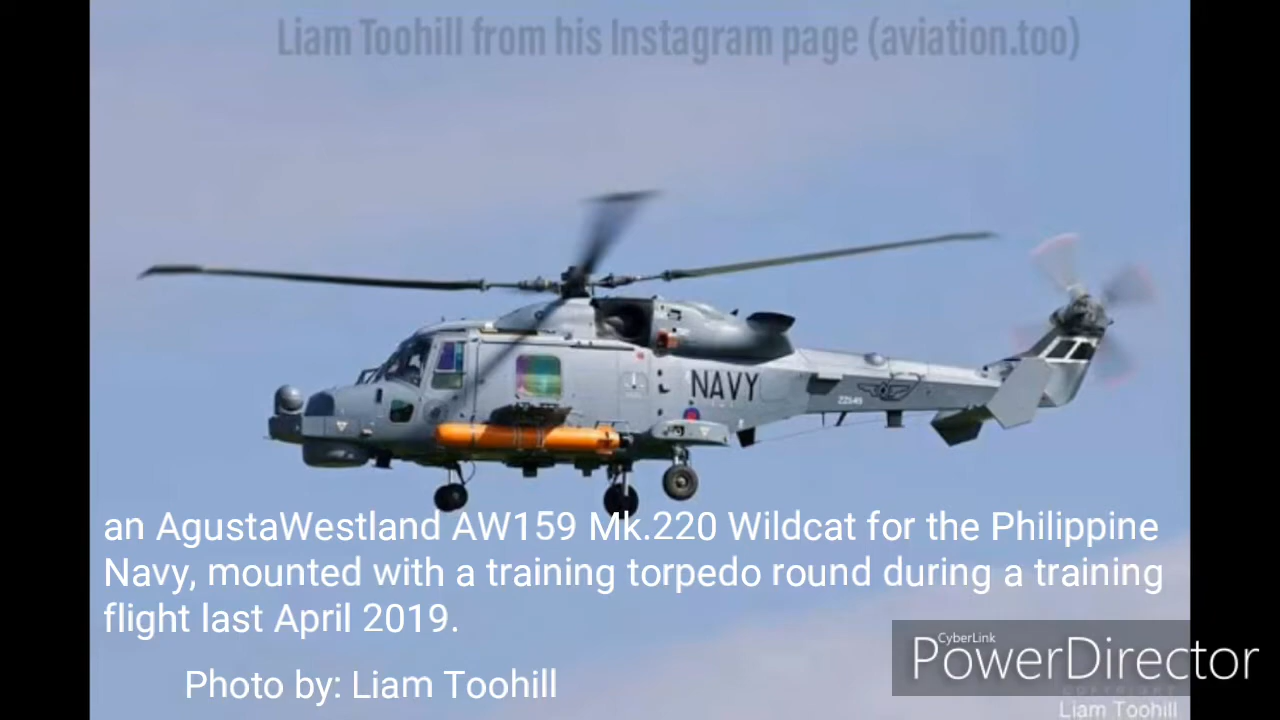 Liam Toohill from his Instagram page (aviation.too)
NAVY
an AgustaWestland AW159 Mk.220 Wildcat for the Philippine
Navy, mounted with a training torpedo round during a training
flight last April 2019.
Photo by: Liam Toohill
CyberLink
PowerDirector
COPYRIGHT
Liam Toohill